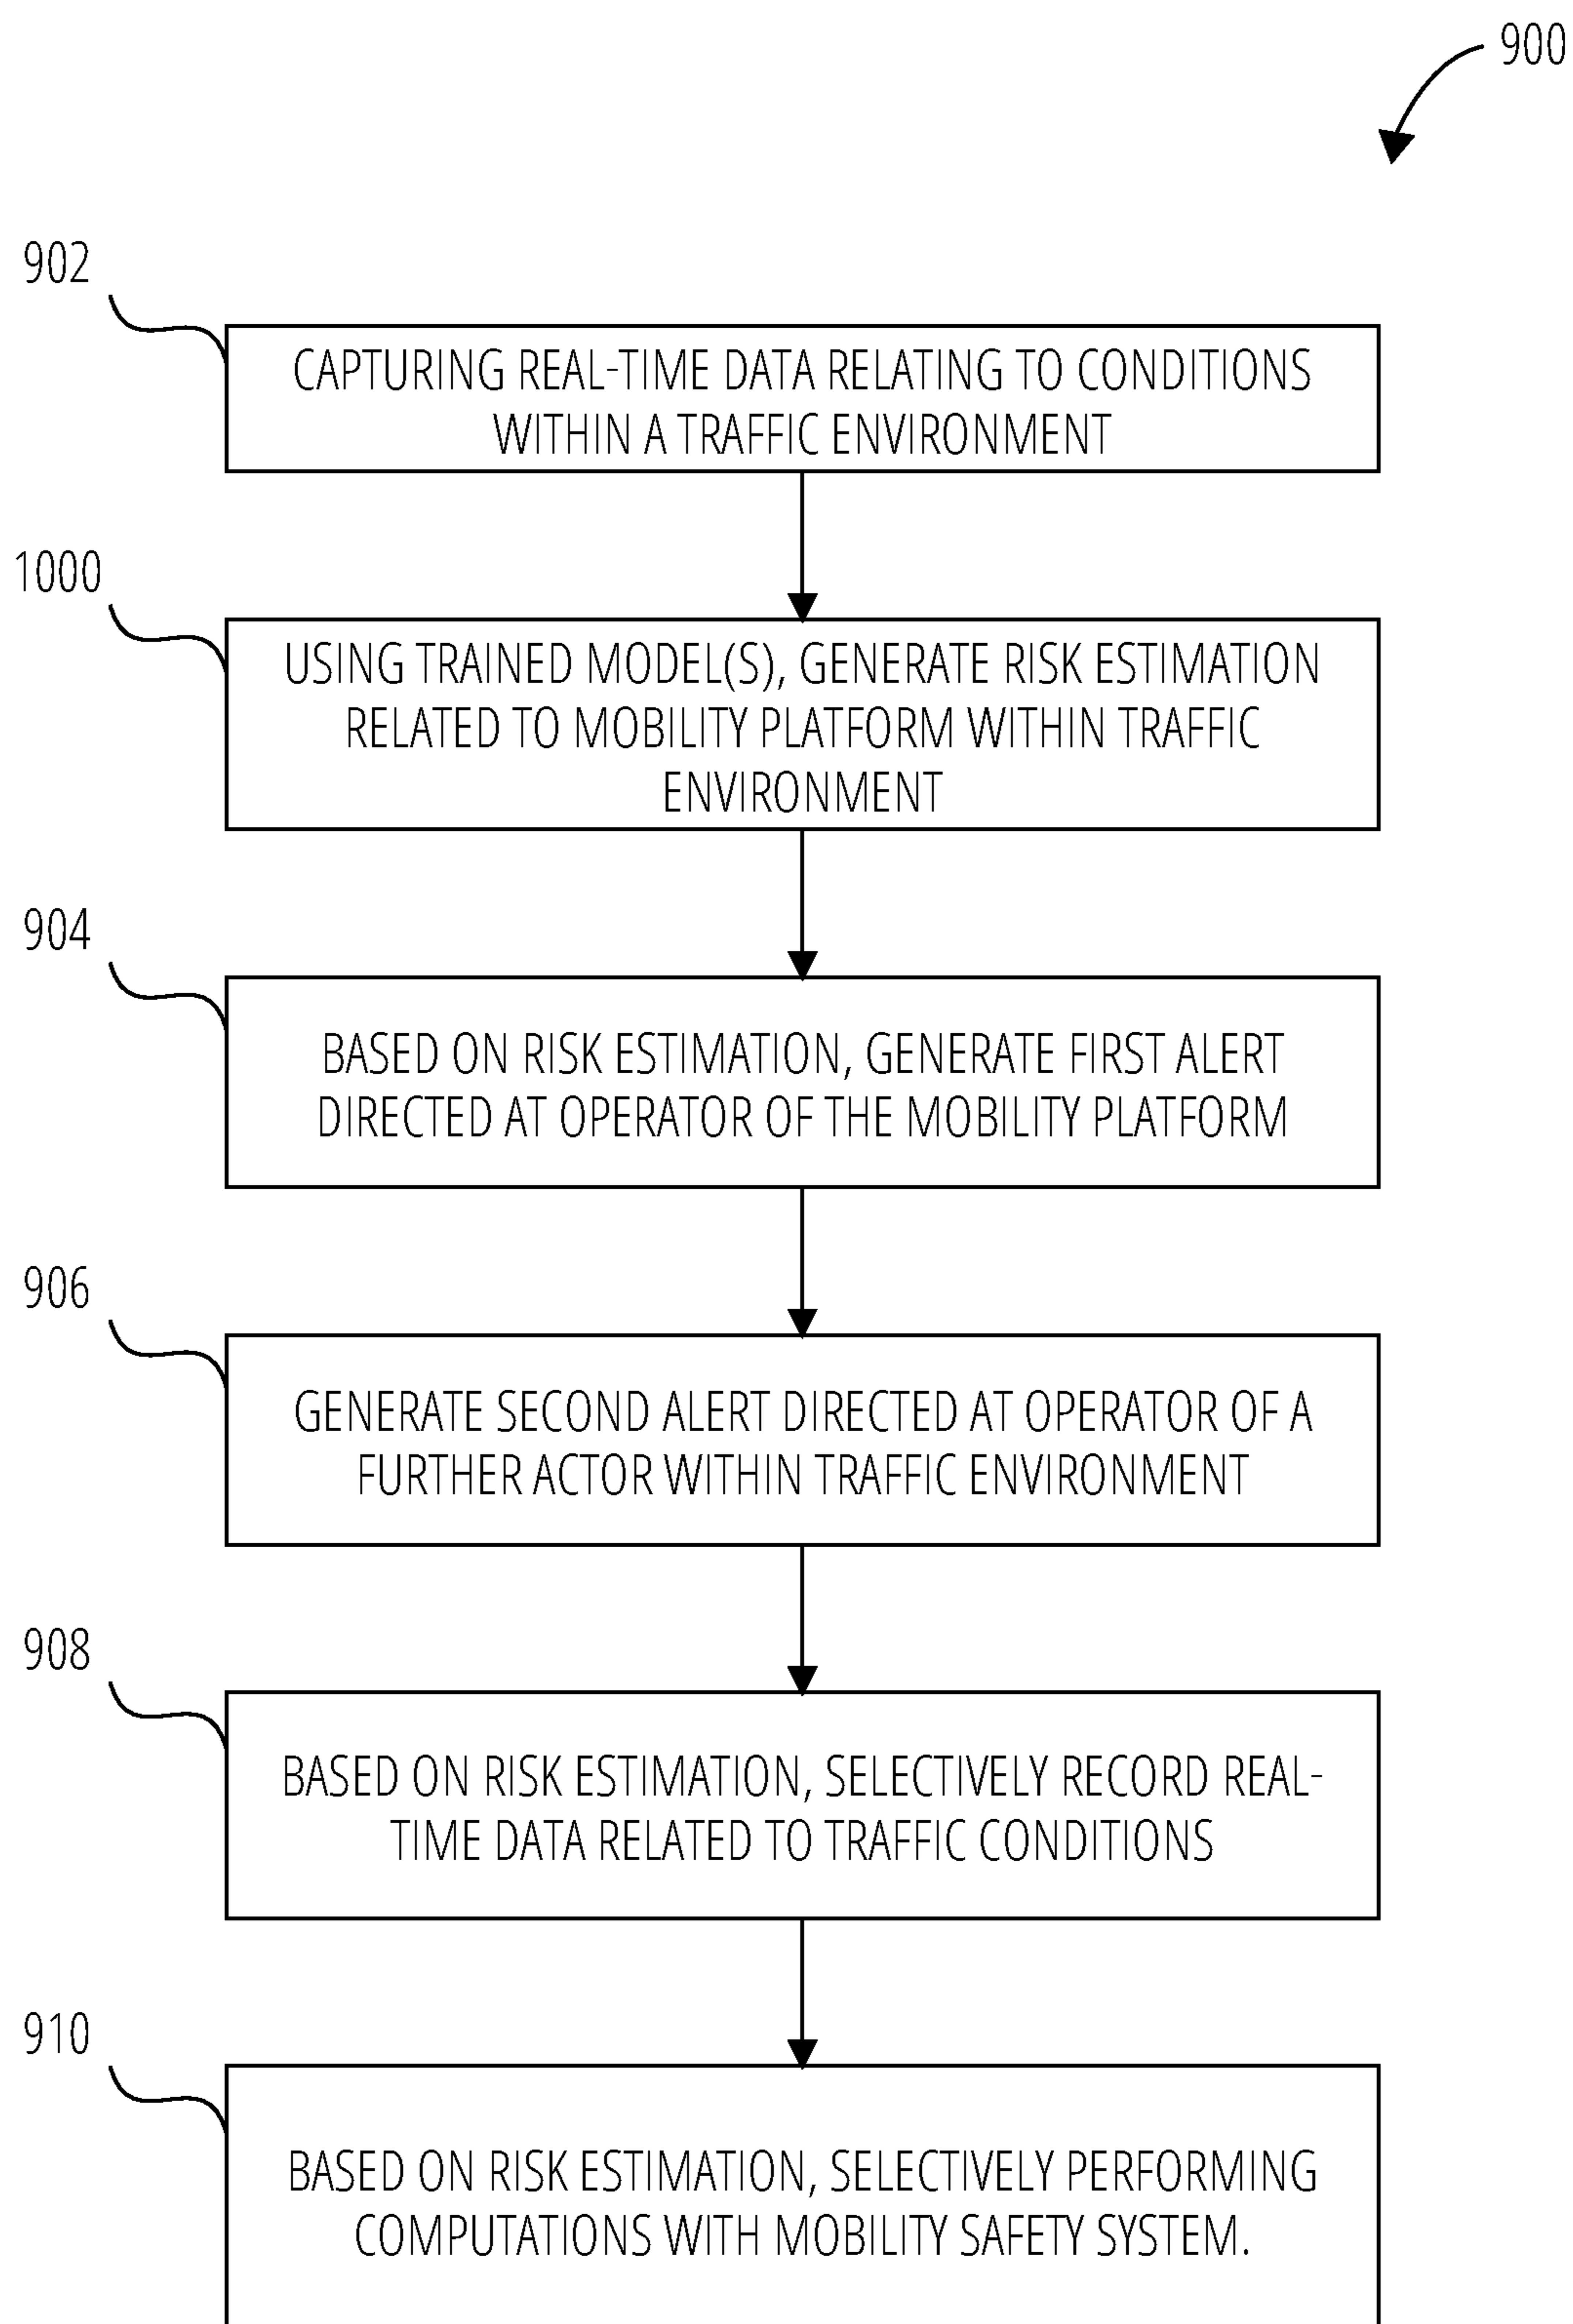 900
902
CAPTURING REAL-TIME DATA RELATING TO CONDITIONS
WITHIN A TRAFFIC ENVIRONMENT
1000
USING TRAINED MODEL(S), GENERATE RISK ESTIMATION
RELATED TO MOBILITY PLATFORM WITHIN TRAFFIC
ENVIRONMENT
904
BASED ON RISK ESTIMATION, GENERATE FIRST ALERT
DIRECTED AT OPERATOR OF THE MOBILITY PLATFORM
906
GENERATE SECOND ALERT DIRECTED AT OPERATOR OF A
FURTHER ACTOR WITHIN TRAFFIC ENVIRONMENT
908
BASED ON RISK ESTIMATION, SELECTIVELY RECORD REAL-
TIME DATA RELATED TO TRAFFIC CONDITIONS
910
BASED ON RISK ESTIMATION, SELECTIVELY PERFORMING
COMPUTATIONS WITH MOBILITY SAFETY SYSTEM.